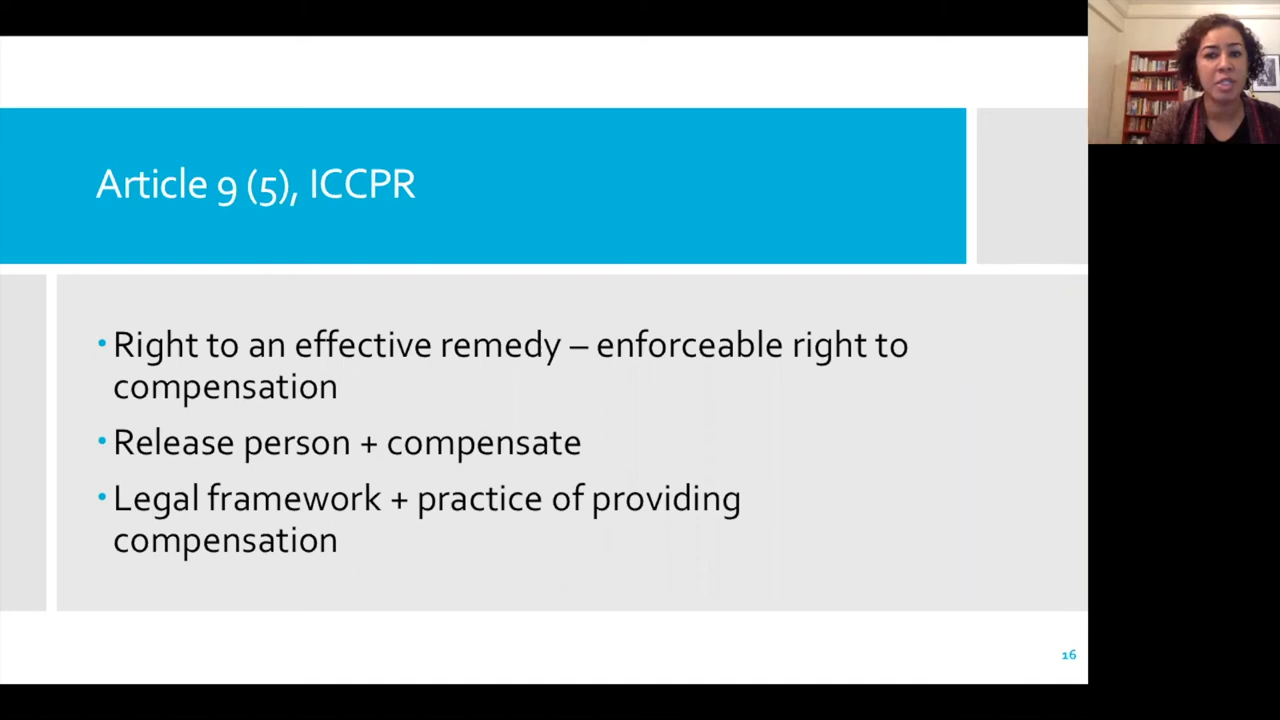 Article 9 (5), ICCPR
• Right to an effective remedy – enforceable right to
compensation
• Release person + compensate
• Legal framework + practice of providing
compensation
16